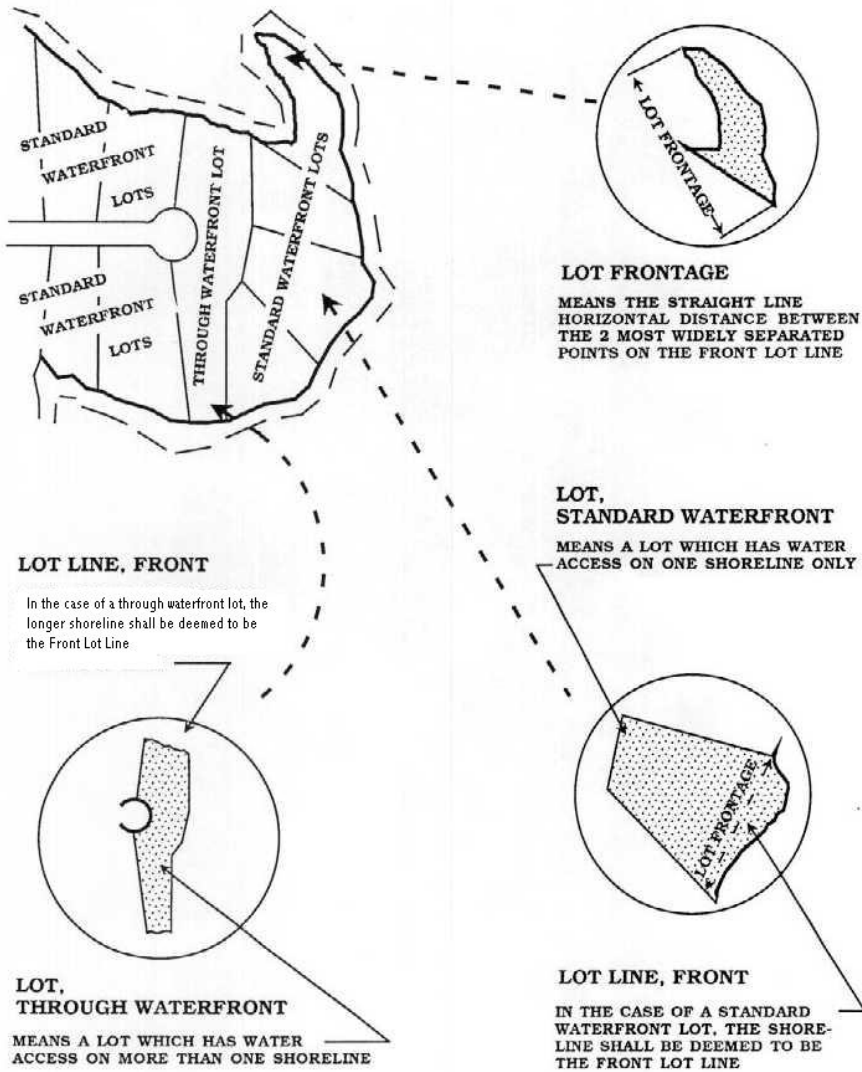 STANDARD
WATERFRONT
LOTS
STANDARD
WATERFRONT
LOTS
THROUGH WATERFRONT LOT
STANDARD WATERFRONT LOTS
LOT FRONTAGE
LOT FRONTAGE
MEANS THE STRAIGHT LINE
HORIZONTAL DISTANCE BETWEEN
THE 2 MOST WIDELY SEPARATED
POINTS ON THE FRONT LOT LINE
LOT,
STANDARD WATERFRONT
MEANS A LOT WHICH HAS WATER
ACCESS ON ONE SHORELINE ONLY
LOT LINE, FRONT
In the case of a through waterfront lot, the
longer shoreline shall be deemed to be
the Front Lot Line
LOT FRONTAGE
LOT,
THROUGH WATERFRONT
MEANS A LOT WHICH HAS WATER
ACCESS ON MORE THAN ONE SHORELINE
LOT LINE, FRONT
IN THE CASE OF A STANDARD
WATERFRONT LOT, THE SHORE-
LINE SHALL BE DEEMED TO BE
THE FRONT LOT LINE